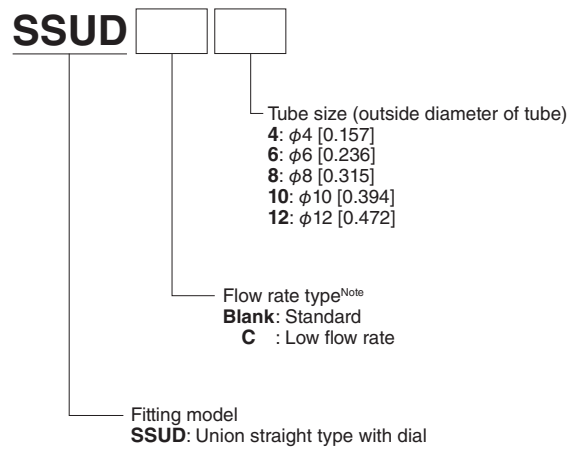 SSUD
Tube size (outside diameter of tube)
4: φ4 [0.157]
6: φ6 [0.236]
8: φ8 [0.315]
10: φ10 [0.394]
12: φ12 [0.472]
Flow rate typeNote
Blank: Standard
C : Low flow rate
Fitting model
SSUD: Union straight type with dial